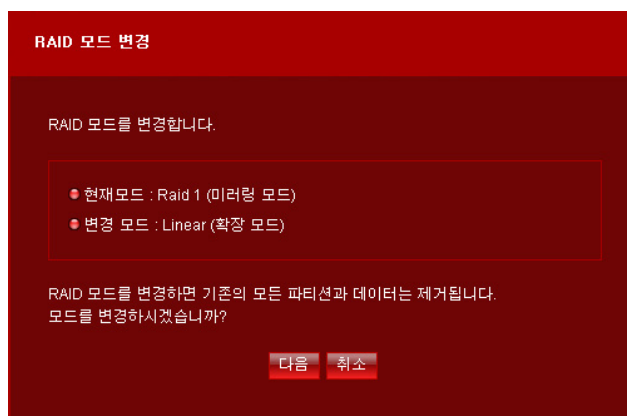 RAID 모드 변경
RAID 모드를 변경합니다.
현재모드 : Raid 1 (미러링 모드)
변경 모드 : Linear (확장 모드)
RAID 모드를 변경하면 기존의 모든 파티션과 데이터는 제거됩니다.
모드를 변경하시겠습니까?
다음 취소